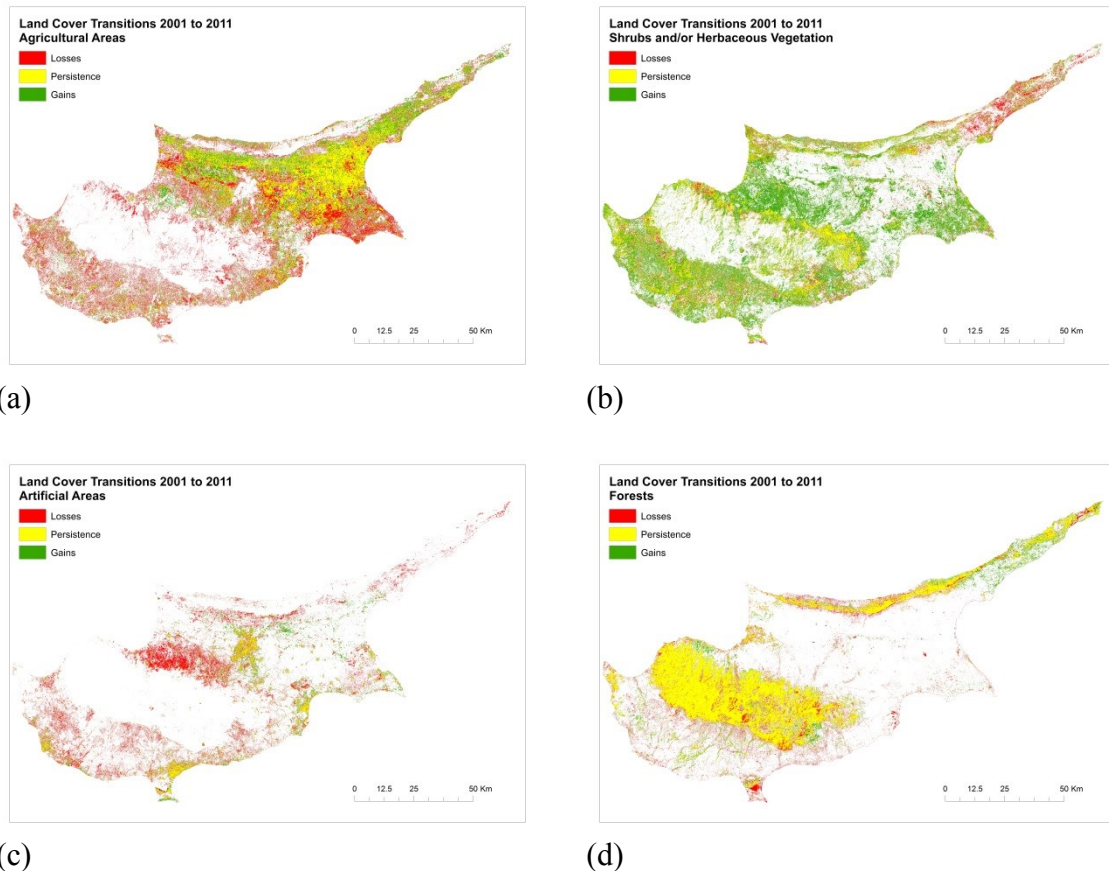 Land Cover Transitions 2001 to 2011
Agricultural Areas
Losses
Persistence
Gains
0 12.5 25 50 Km
(a)
Land Cover Transitions 2001 to 2011
Shrubs and/or Herbaceous Vegetation
Losses
Persistence
Gains
0 12.5 25 50 Km
(b)
Land Cover Transitions 2001 to 2011
Artificial Areas
Losses
Persistence
Gains
0 12.5 25 50 Km
(c)
Land Cover Transitions 2001 to 2011
Forests
Losses
Persistence
Gains
0 12.5 25 50 Km
(d)